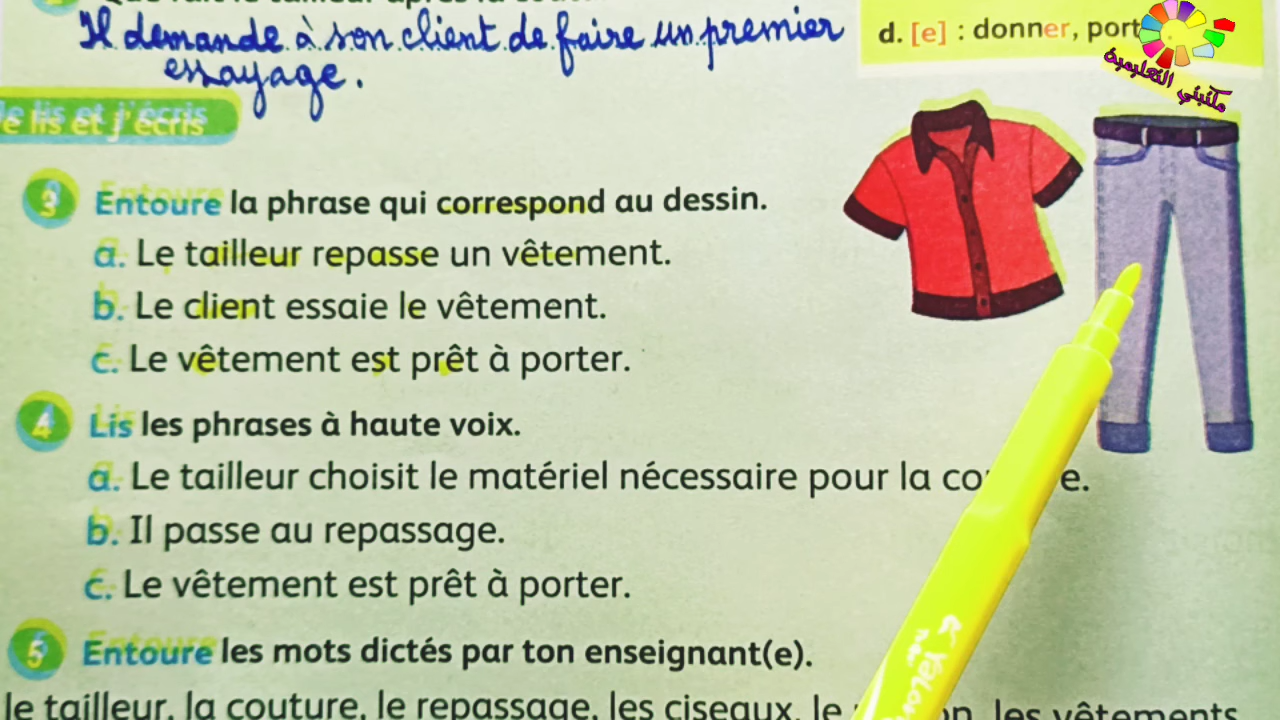 Il demande à son client de faire un premier
essayage.
d. [e] : donner, port
مكتبتي التعليمية
e lis et j'écris
3 Entoure la phrase qui correspond au dessin.
a. Le tailleur repasse un vêtement.
b. Le client essaie le vêtement.
c. Le vêtement est prêt à porter.
4 Lis les phrases à haute voix.
a. Le tailleur choisit le matériel nécessaire pour la co e.
b. Il passe au repassage.
c. Le vêtement est prêt à porter.
5 Entoure les mots dictés par ton enseignant(e).
le tailleur, la couture, le repassage, les ciseaux, le on, les vêtements